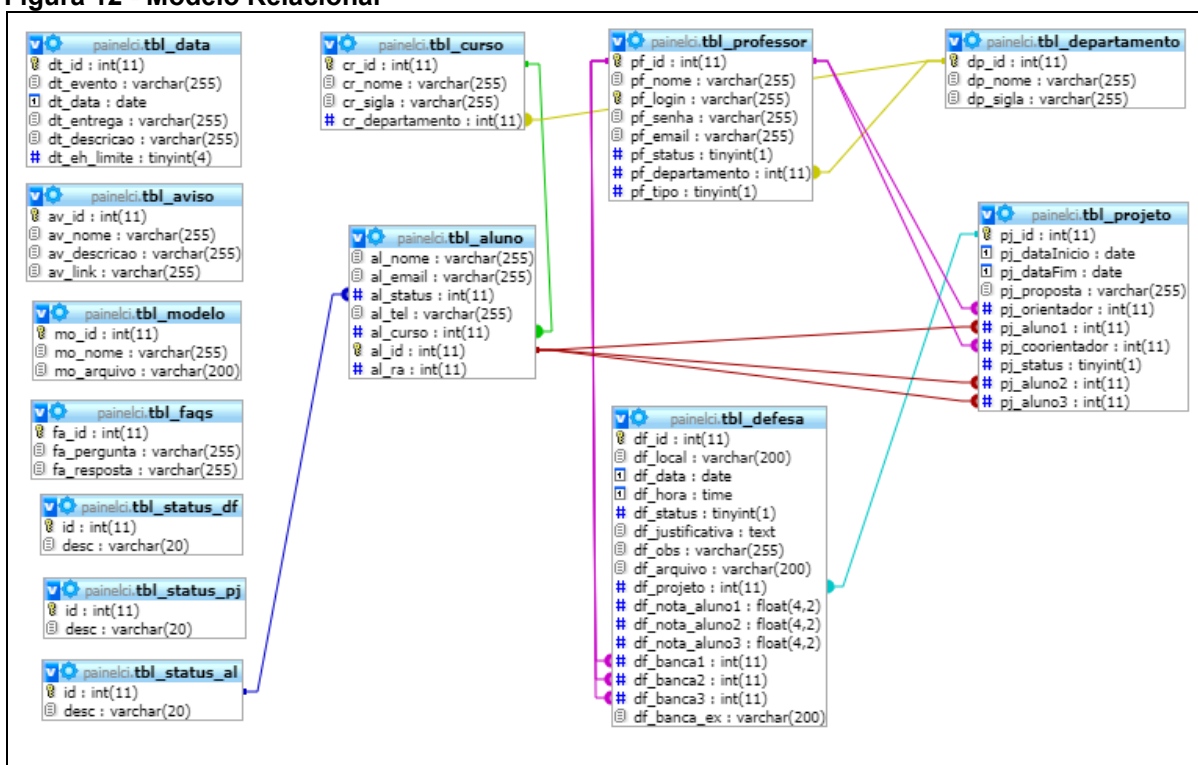 Figura 12 - Modelo Relacional
painelci.tbl_data
dt_id : int(11)
dt_evento : varchar(255)
dt_data : date
dt_entrega : varchar(255)
dt_descricao : varchar(255)
# dt_eh_limite : tinyint(4)
painelci.tbl_aviso
av_id : int(11)
av_nome : varchar(255)
av_descricao : varchar(255)
av_link : varchar(255)
painelci.tbl_modelo
mo_id : int(11)
mo_nome : varchar(255)
mo_arquivo : varchar(200)
painelci.tbl_faqs
fa_id : int(11)
fa_pergunta : varchar(255)
fa_resposta : varchar(255)
painelci.tbl_status_df
id : int(11)
desc : varchar(20)
painelci.tbl_status_pj
id : int(11)
desc : varchar(20)
painelci.tbl_status_al
id : int(11)
desc : varchar(20)
painelci.tbl_curso
cr_id : int(11)
cr_nome : varchar(255)
cr_sigla : varchar(255)
# cr_departamento : int(11)
painelci.tbl_aluno
al_nome : varchar(255)
al_email : varchar(255)
# al_status : int(11)
al_tel : varchar(255)
# al_curso : int(11)
al_id : int(11)
# al_ra : int(11)
painelci.tbl_professor
pf_id : int(11)
pf_nome : varchar(255)
pf_login : varchar(255)
pf_senha : varchar(255)
pf_email : varchar(255)
# pf_status : tinyint(1)
# pf_departamento : int(11)
# pf_tipo : tinyint(1)
painelci.tbl_defesa
df_id : int(11)
df_local : varchar(200)
df_data : date
df_hora : time
# df_status : tinyint(1)
df_justificativa : text
df_obs : varchar(255)
df_arquivo : varchar(200)
# df_projeto : int(11)
# df_nota_aluno1 : float(4,2)
# df_nota_aluno2 : float(4,2)
# df_nota_aluno3 : float(4,2)
# df_banca1 : int(11)
# df_banca2 : int(11)
# df_banca3 : int(11)
df_banca_ex : varchar(200)
painelci.tbl_departamento
dp_id : int(11)
dp_nome : varchar(255)
dp_sigla : varchar(255)
painelci.tbl_projeto
pj_id : int(11)
pj_dataInicio : date
pj_dataFim : date
pj_proposta : varchar(255)
# pj_orientador : int(11)
# pj_aluno1 : int(11)
# pj_coorientador : int(11)
# pj_status : tinyint(1)
# pj_aluno2 : int(11)
# pj_aluno3 : int(11)